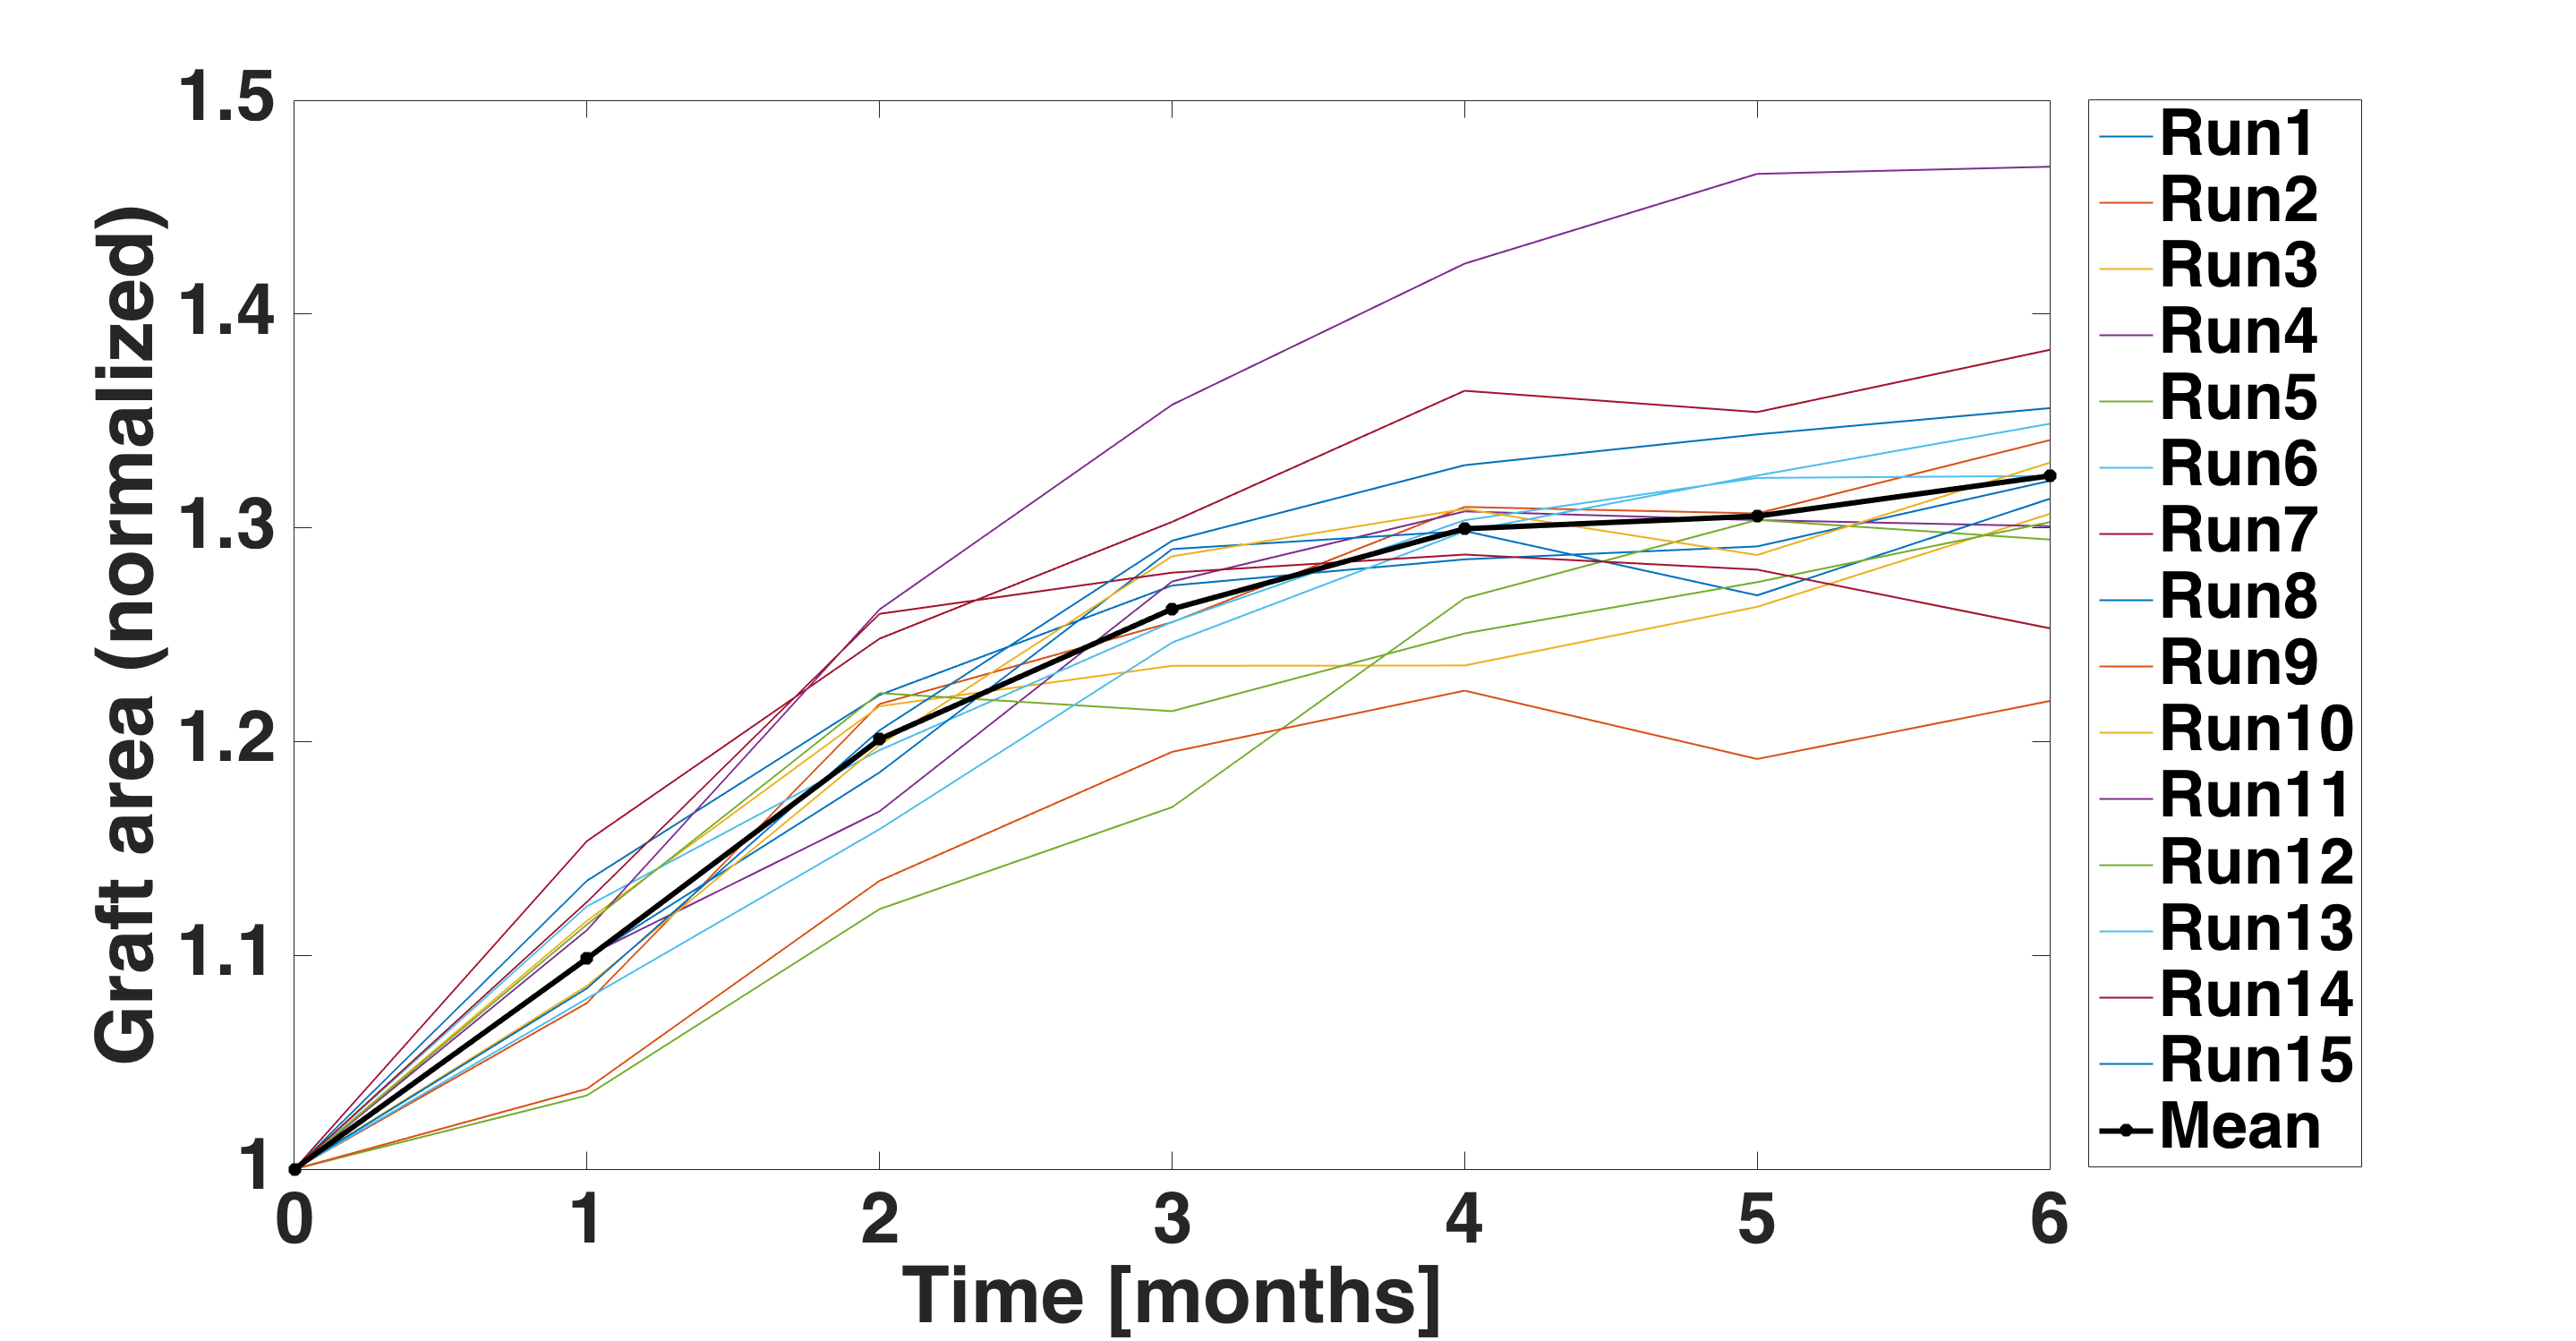 Graft area (normalized)
1.5
1.4
1.3
1.2
1.1
1
0 1 2 3 4 5 6
Time [months]
Run1
Run2
Run3
Run4
Run5
Run6
Run7
Run8
Run9
Run10
Run11
Run12
Run13
Run14
Run15
Mean